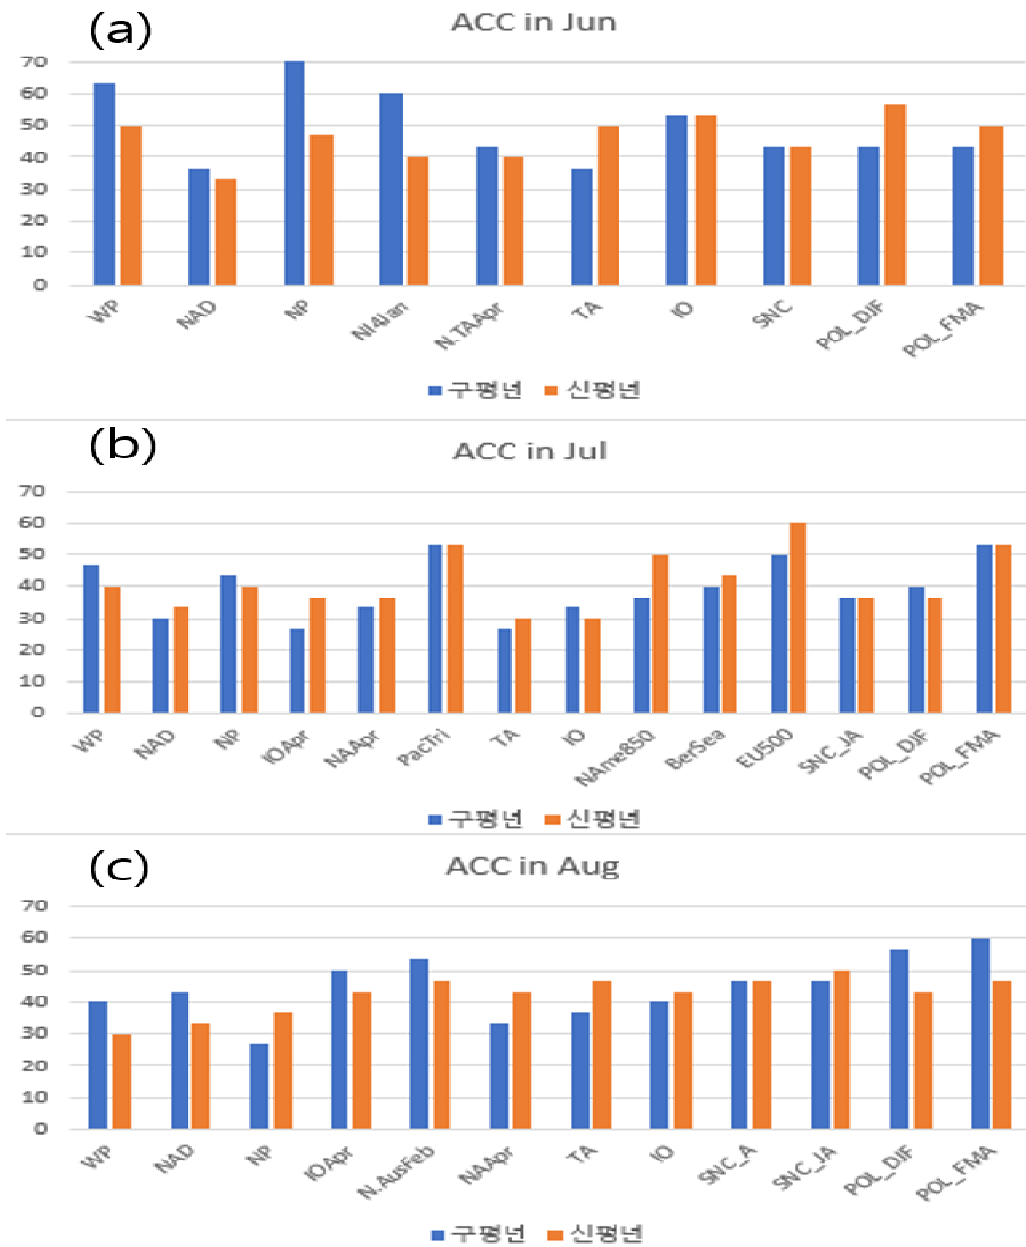 (a)
ACC in Jun
70
60
50
40
30
20
10
0
WP NAD NP NI4Jan N.TAApr TA IO SNC POL_DJF POL_FMA
구평년 신평년
(b)
ACC in Jul
70
60
50
40
30
20
10
0
WP NAD NP IOApr NAApr PacTri TA IO NAme850 BerSea EU500 SNC_JA POL_DJF POL_FMA
구평년 신평년
(c)
ACC in Aug
70
60
50
40
30
20
10
0
WP NAD NP IOApr N.AusFeb NAApr TA IO SNC_A SNC_JA POL_DJF POL_FMA
구평년 신평년